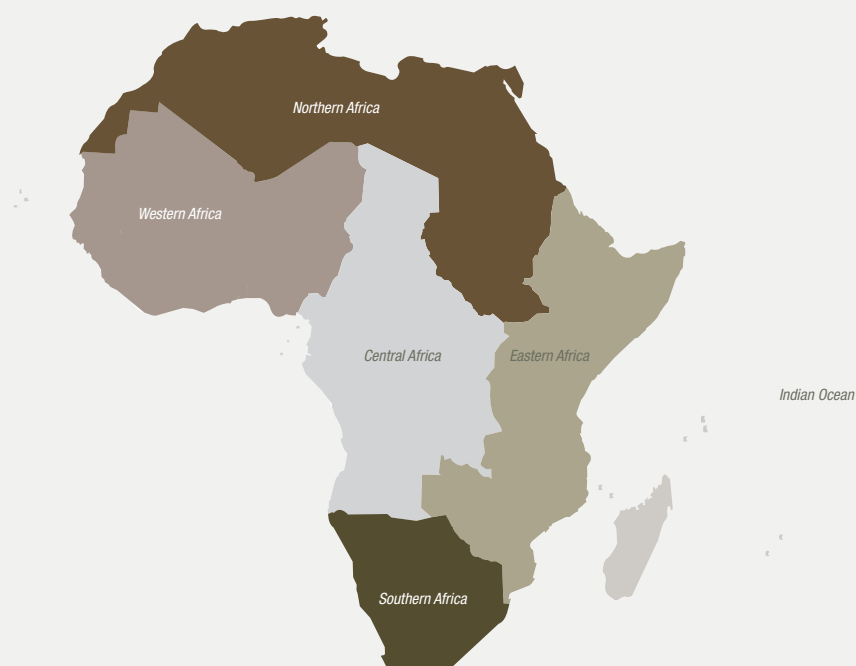 Northern Africa
Western Africa
Central Africa
Eastern Africa
Indian Ocean
Southern Africa